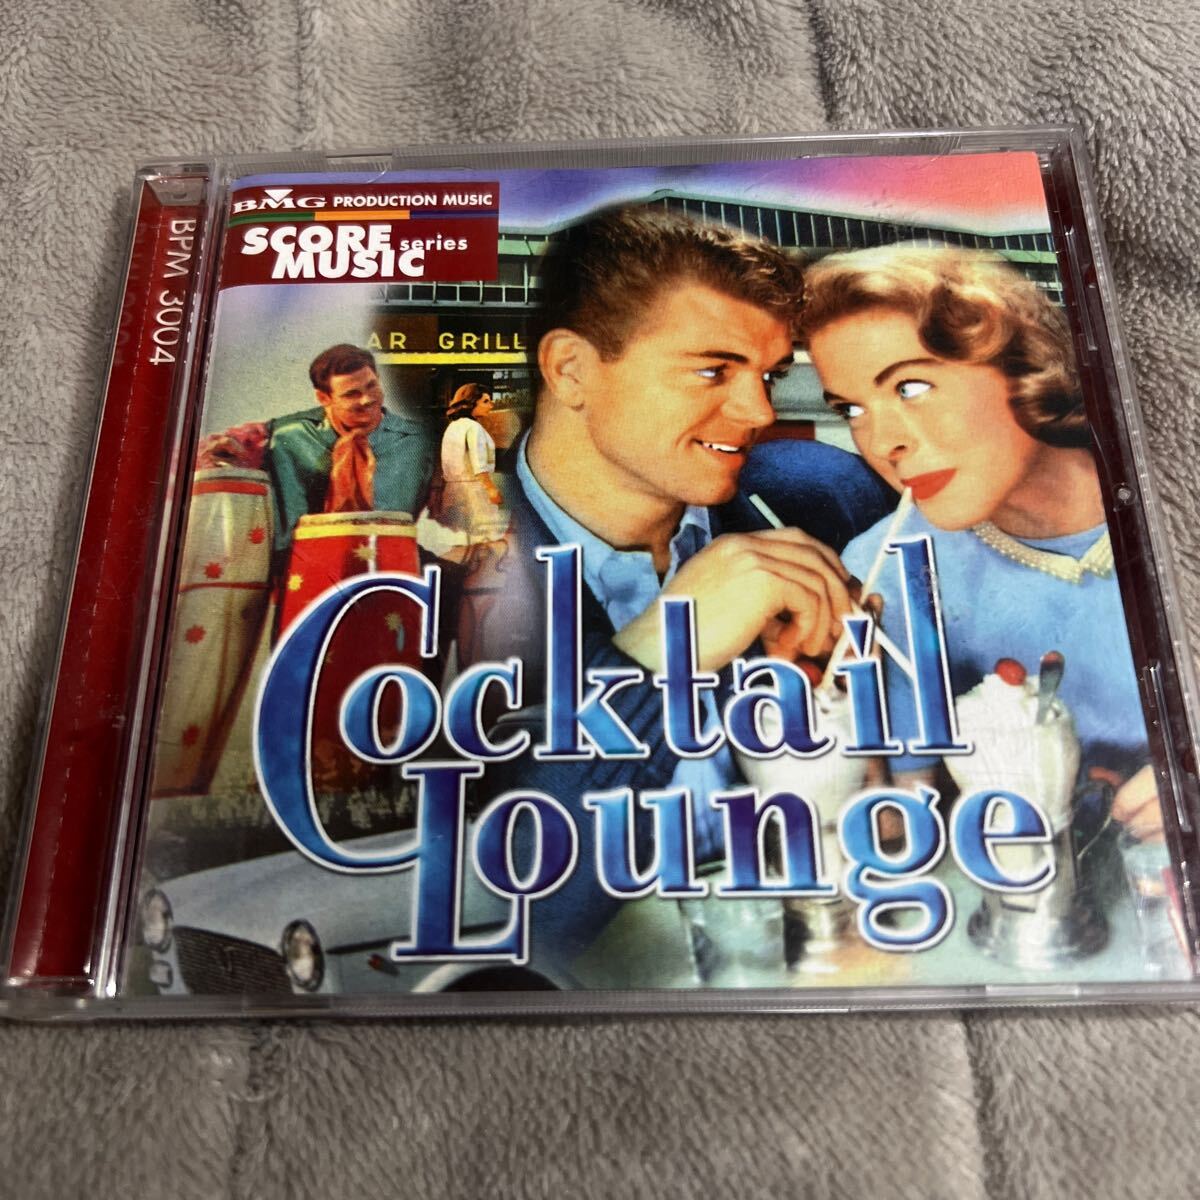 BPM 3004
BMG PRODUCTION MUSIC
SCORE series
MUSIC
AR GRILL
Cocktail
Lounge